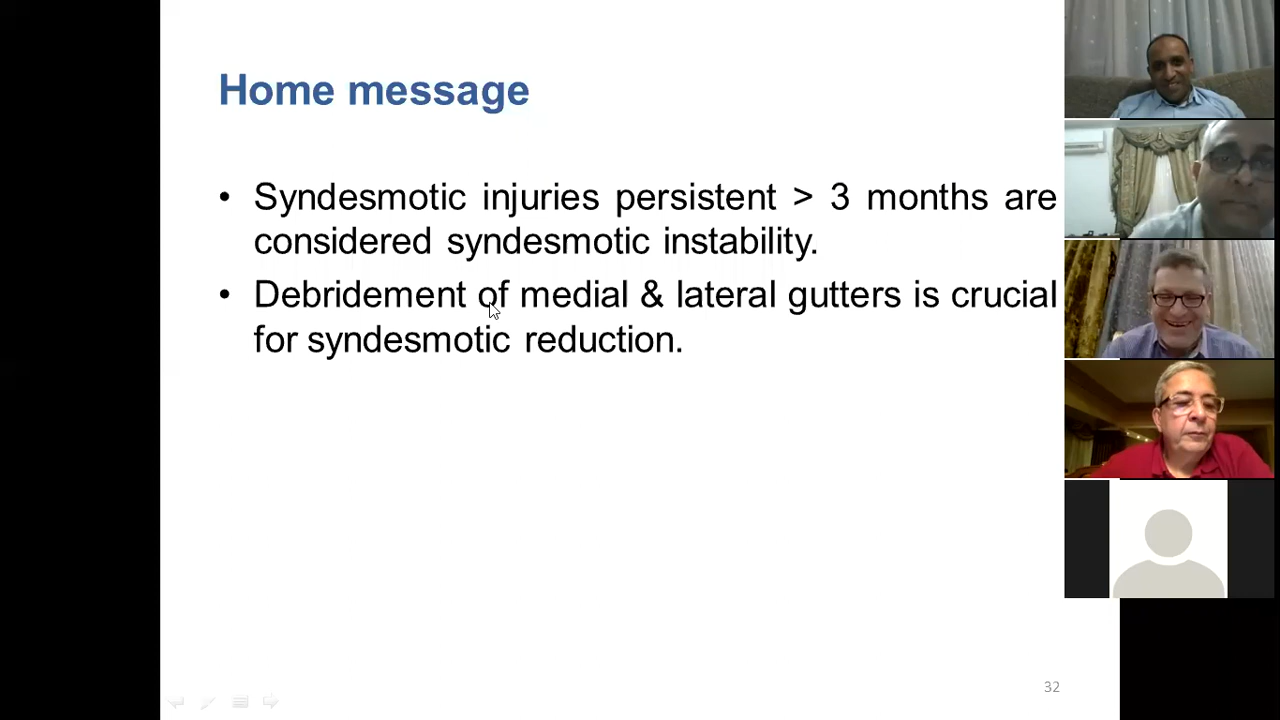 Home message
• Syndesmotic injuries persistent > 3 months are
considered syndesmotic instability.
• Debridement of medial & lateral gutters is crucial
for syndesmotic reduction.
32